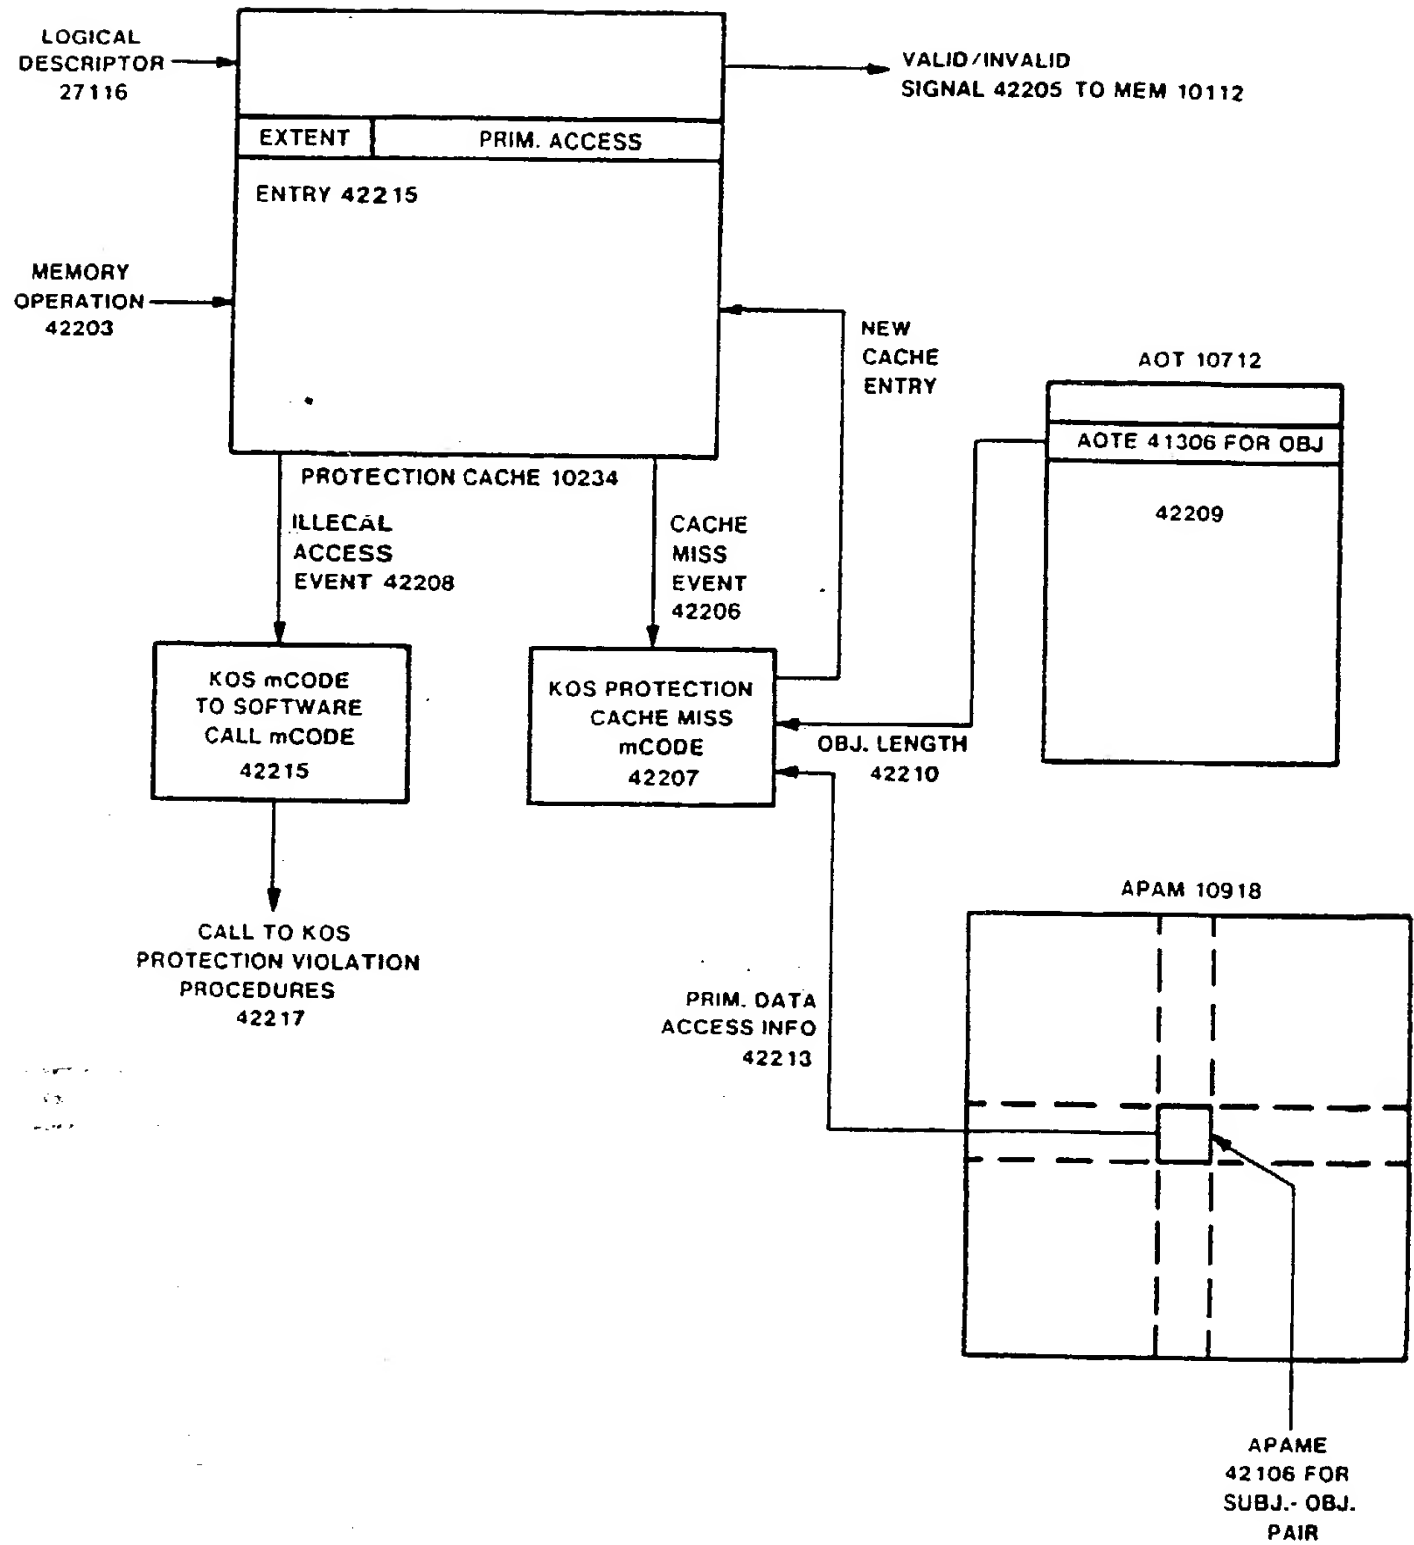 LOGICAL
DESCRIPTOR
27116
VALID/INVALID
SIGNAL 42205 TO MEM 10112
EXTENT
PRIM. ACCESS
ENTRY 42215
MEMORY
OPERATION
42203
NEW
CACHE
ENTRY
AOT 10712
AOTE 41306 FOR OBJ
42209
PROTECTION CACHE 10234
ILLECAL
ACCESS
EVENT 42208
CACHE
MISS
EVENT
42206
KOS mCODE
TO SOFTWARE
CALL mCODE
42215
KOS PROTECTION
CACHE MISS
mCODE
42207
OBJ. LENGTH
42210
CALL TO KOS
PROTECTION VIOLATION
PROCEDURES
42217
APAM 10918
PRIM. DATA
ACCESS INFO
42213
APAME
42106 FOR
SUBJ.- OBJ.
PAIR